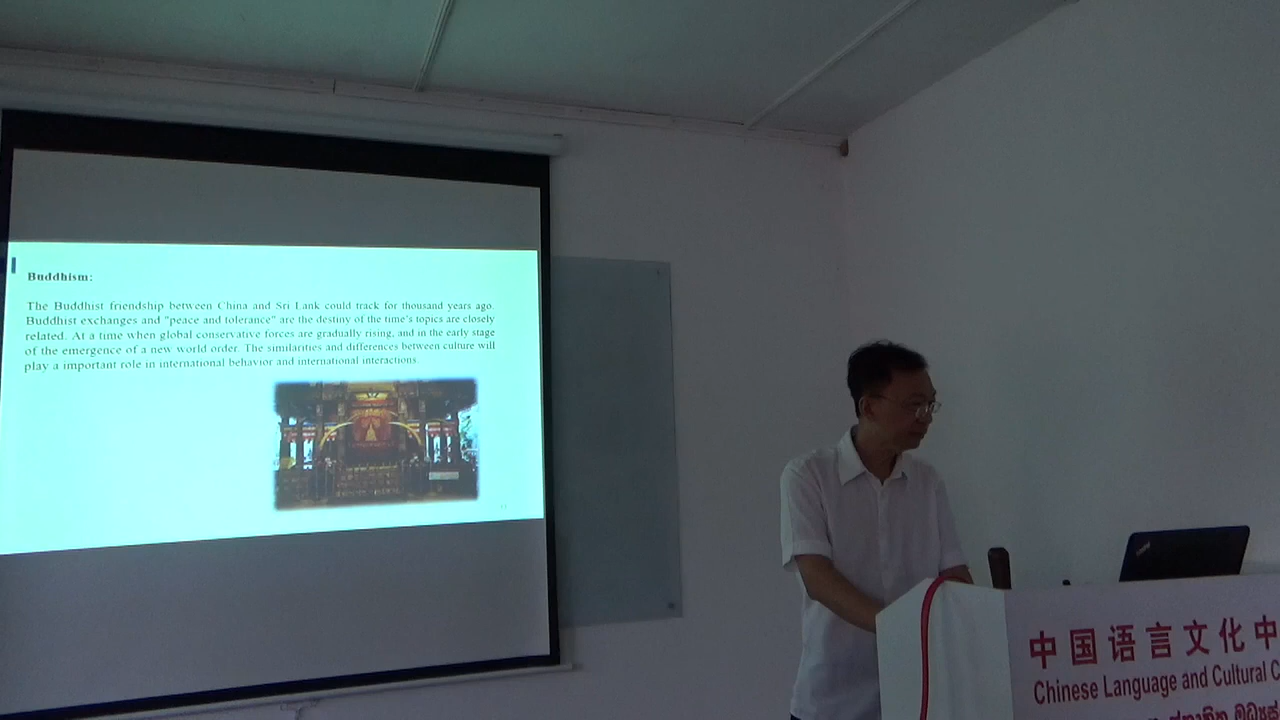 Buddhism:
The Buddhist friendship between China and Sri Lank could track for thousand years ago.
Buddhist exchanges and "peace and tolerance" are the destiny of the time's topics are closely
related. At a time when global conservative forces are gradually rising, and in the early stage
of the emergence of a new world order. The similarities and differences between culture will
play a important role in international behavior and international interactions.
中国语言文化中
Chinese Language and Cultural C